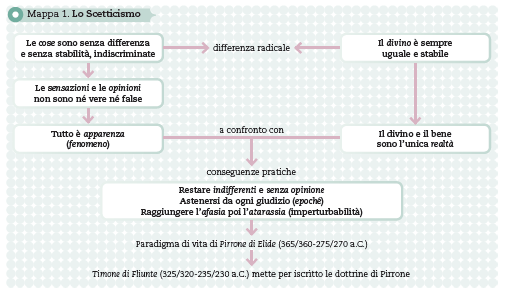 Mappa 1. Lo Scetticismo
Le cose sono senza differenza
e senza stabilità, indiscriminate
differenza radicale
Il divino è sempre
uguale e stabile
Le sensazioni e le opinioni
non sono né vere né false
Tutto è apparenza
(fenomeno)
a confronto con
Il divino e il bene
sono l'unica realtà
conseguenze pratiche
Restare indifferenti e senza opinione
Astenersi da ogni giudizio (epochè)
Raggiungere l'afasia poi l'atarassia (imperturbabilità)
Paradigma di vita di Pirrone di Elide (365/360-275/270 a.C.)
Timone di Fliunte (325/320-235/230 a.C.) mette per iscritto le dottrine di Pirrone